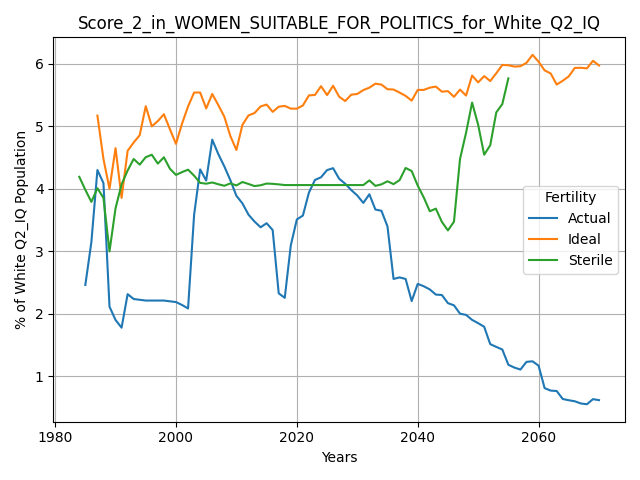 Score_2_in_WOMEN_SUITABLE_FOR_POLITICS_for_White_Q2_IQ
% of White Q2_IQ Population
6
5
4
3
2
1
Fertility
Actual
Ideal
Sterile
1980 2000 2020 2040 2060
Years